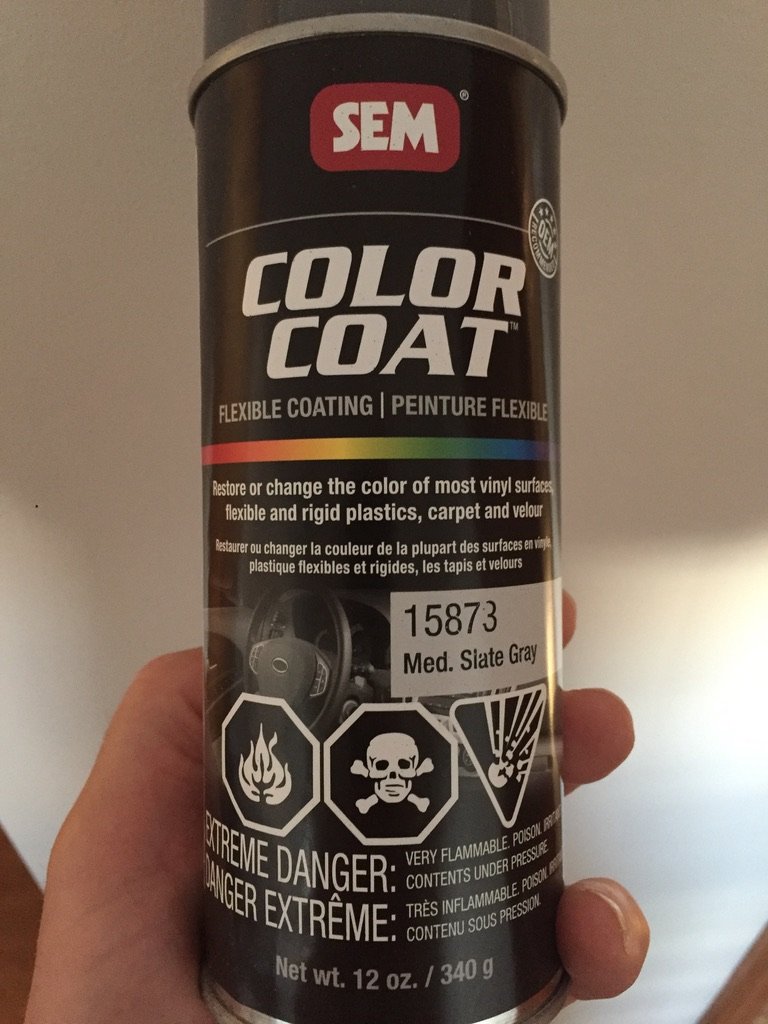 SEM®
OEM
RECOMMENDED
COLOR
COAT™
FLEXIBLE COATING | PEINTURE FLEXIBLE
Restore or change the color of most vinyl surfaces,
flexible and rigid plastics, carpet and velour
Restaurer ou changer la couleur de la plupart des surfaces en vinyle,
plastique flexibles et rigides, les tapis et velours
15873
Med. Slate Gray
EXTREME DANGER:
VERY FLAMMABLE. POISON.
CONTENTS UNDER PRESSURE
DANGER EXTRÊME:
TRÈS INFLAMMABLE. POISON.
CONTENU SOUS PRESSION.
Net wt. 12 oz. / 340 g